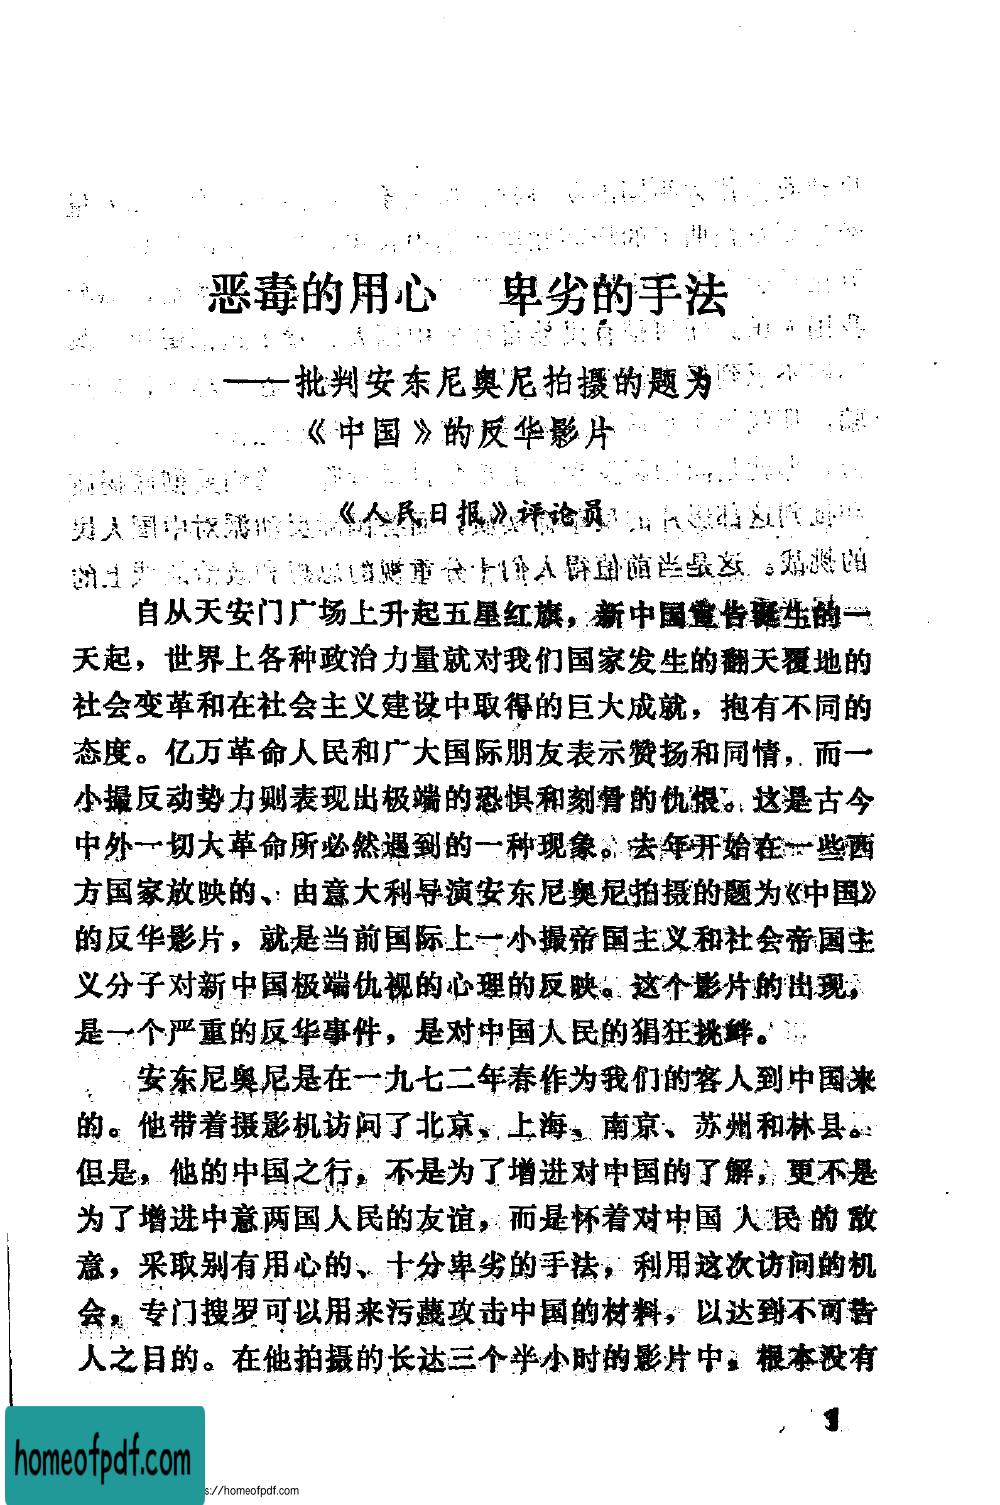 恶毒的用心 卑劣的手法
——批判安东尼奥尼拍摄的题为
《中国》的反华影片
《人民日报》评论员
自从天安门广场上升起五星红旗，新中国宣告诞生的一
天起，世界上各种政治力量就对我们国家发生的翻天覆地的
社会变革和在社会主义建设中取得的巨大成就，抱有不同的
态度。亿万革命人民和广大国际朋友表示赞扬和同情，而一
小撮反动势力则表现出极端的恐惧和刻骨的仇恨。这是古今
中外一切大革命所必然遇到的一种现象。去年开始在一些西
方国家放映的、由意大利导演安东尼奥尼拍摄的题为《中国》
的反华影片，就是当前国际上一小撮帝国主义和社会帝国主
义分子对新中国极端仇视的心理的反映。这个影片的出现，
是一个严重的反华事件，是对中国人民的猖狂挑衅。
安东尼奥尼是在一九七二年春作为我们的客人到中国来
的。他带着摄影机访问了北京、上海、南京、苏州和林县。
但是，他的中国之行，不是为了增进对中国的了解，更不是
为了增进中意两国人民的友谊，而是怀着对中国人民的敌
意，采取别有用心的、十分卑劣的手法，利用这次访问的机
会，专门搜罗可以用来污蔑攻击中国的材料，以达到不可告
人之目的。在他拍摄的长达三个半小时的影片中，根本没有
1
homeofpdf.com
s://homeofpdf.com